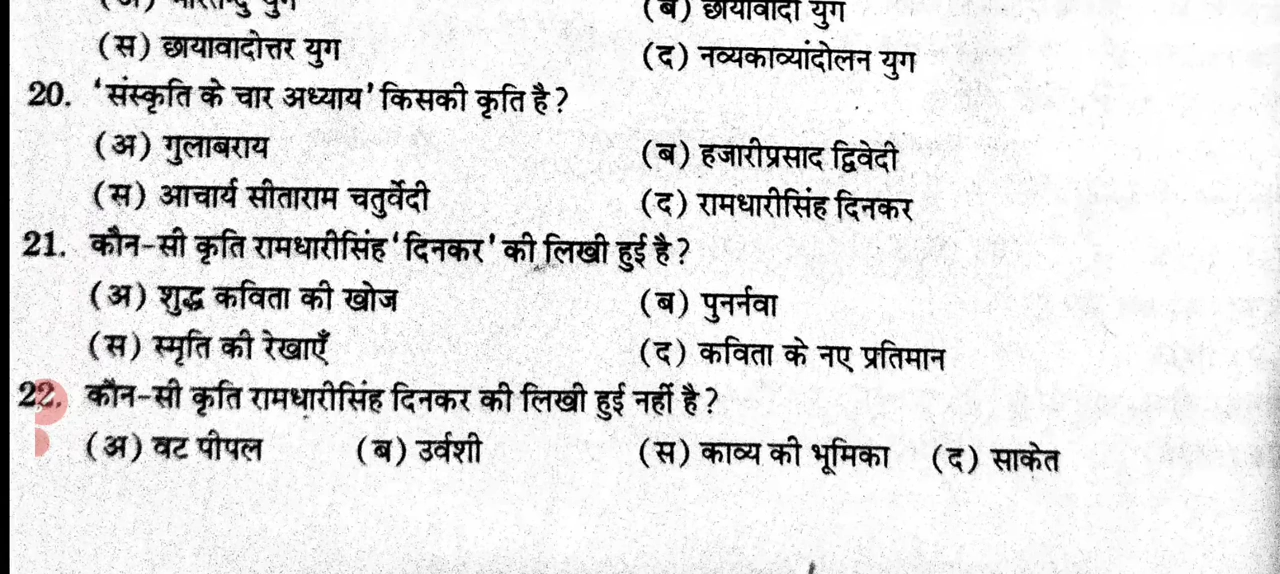 (ब) छायावादी युग
(स) छायावादोत्तर युग (द) नव्यकाव्यांदोलन युग
20. 'संस्कृति के चार अध्याय' किसकी कृति है?
(अ) गुलाबराय (ब) हजारीप्रसाद द्विवेदी
(स) आचार्य सीताराम चतुर्वेदी (द) रामधारीसिंह दिनकर
21. कौन-सी कृति रामधारीसिंह 'दिनकर' की लिखी हुई है?
(अ) शुद्ध कविता की खोज (ब) पुनर्नवा
(स) स्मृति की रेखाएँ (द) कविता के नए प्रतिमान
22. कौन-सी कृति रामधारीसिंह दिनकर की लिखी हुई नहीं है?
(अ) वट पीपल (ब) उर्वशी (स) काव्य की भूमिका (द) साकेत